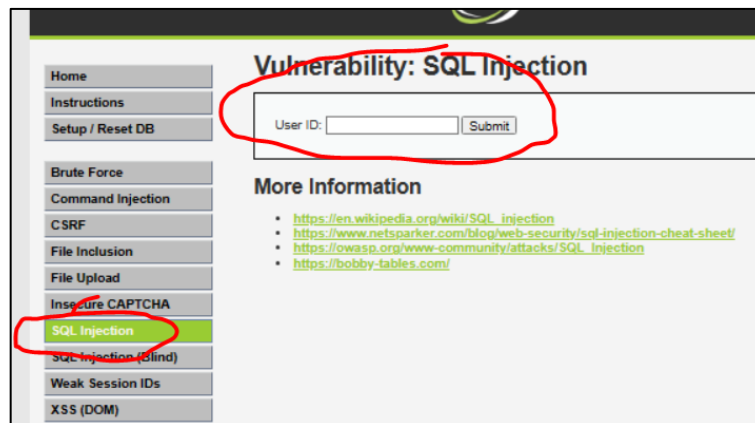 Home
Instructions
Setup / Reset DB
Brute Force
Command Injection
CSRF
File Inclusion
File Upload
Insecure CAPTCHA
SQL Injection
SQL Injection (Blind)
Weak Session IDs
XSS (DOM)
Vulnerability: SQL Injection
User ID: Submit
More Information
https://en.wikipedia.org/wiki/SQL_injection
https://www.netsparker.com/blog/web-security/sql-injection-cheat-sheet/
https://owasp.org/www-community/attacks/SQL_Injection
https://bobby-tables.com/